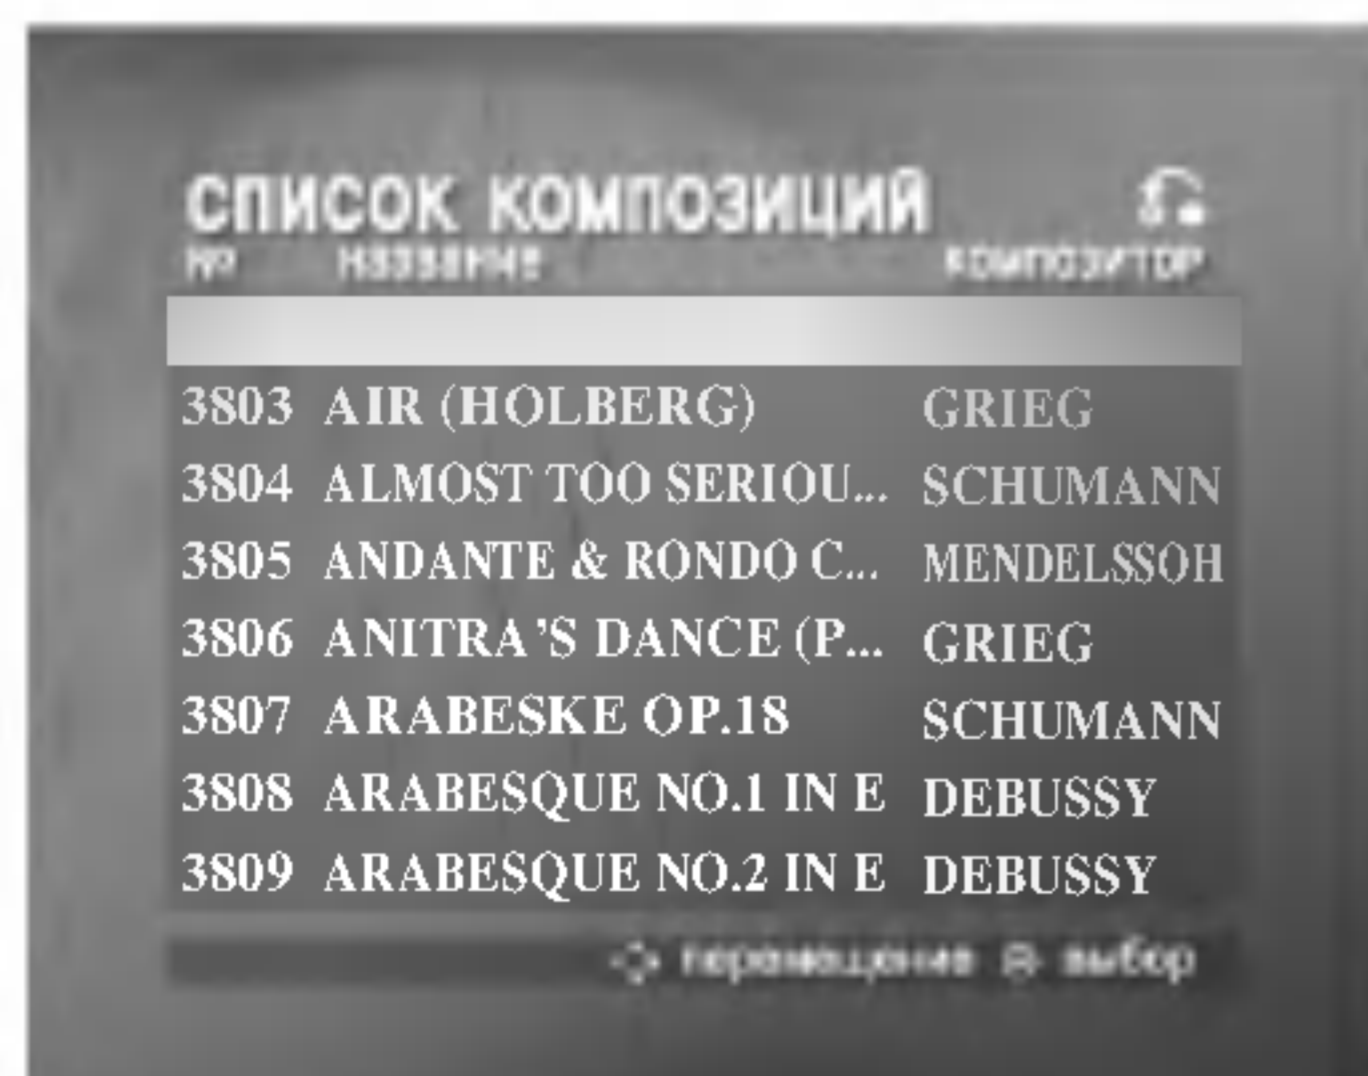 СПИСОК КОМПОЗИЦИЙ
№ НАЗВАНИЕ КОМПОЗИТОР
3803 AIR (HOLBERG) GRIEG
3804 ALMOST TOO SERIOU... SCHUMANN
3805 ANDANTE & RONDO C... MENDELSSOH
3806 ANITRA’S DANCE (P... GRIEG
3807 ARABESKE OP.18 SCHUMANN
3808 ARABESQUE NO.1 IN E DEBUSSY
3809 ARABESQUE NO.2 IN E DEBUSSY
перемещение выбор